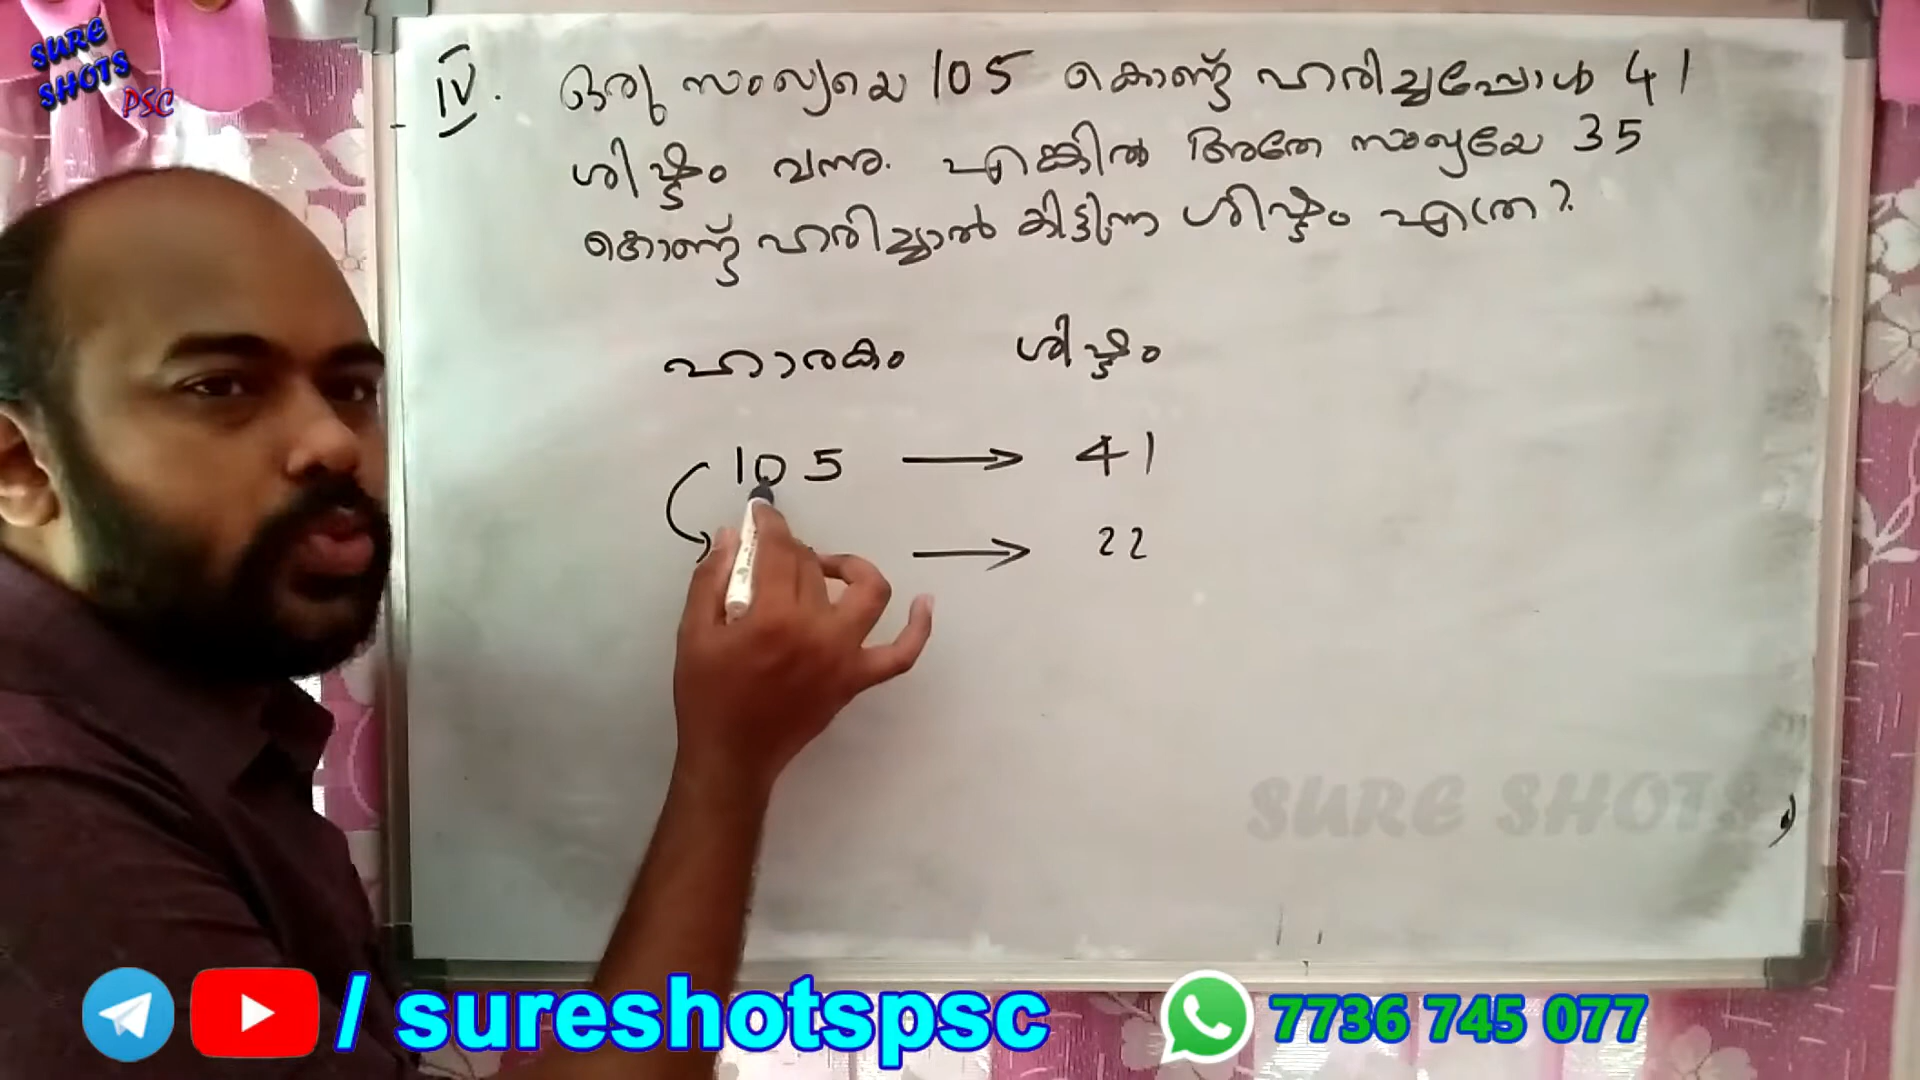 SURE
SHOTS
PSC
IV. ഒരു സംഖ്യയെ 105 കൊണ്ട് ഹരിച്ചപ്പോൾ 41
ശിഷ്ടം വന്നു. എങ്കിൽ അതേ സംഖ്യയേ 35
കൊണ്ട് ഹരിച്ചാൽ കിട്ടുന്ന ശിഷ്ടം എത്ര?
ഹാരകം ശിഷ്ടം
105 → 41
→ 22
SURE SHOTS
/ sureshotspsc 7736 745 077